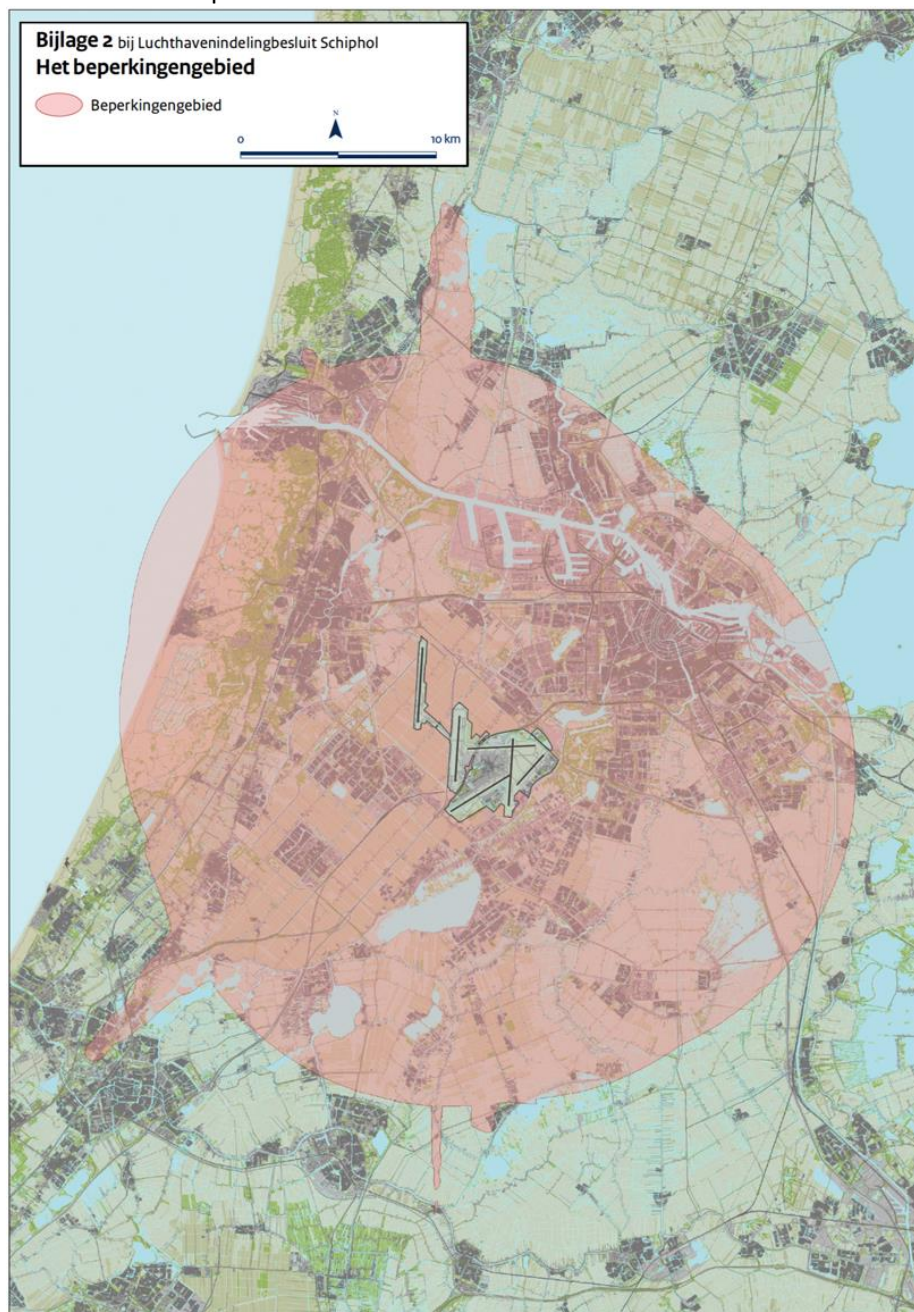 Bijlage 2 bij Luchthavenindelingbesluit Schiphol
Het beperkingengebied
Beperkingengebied
N
0 10 km